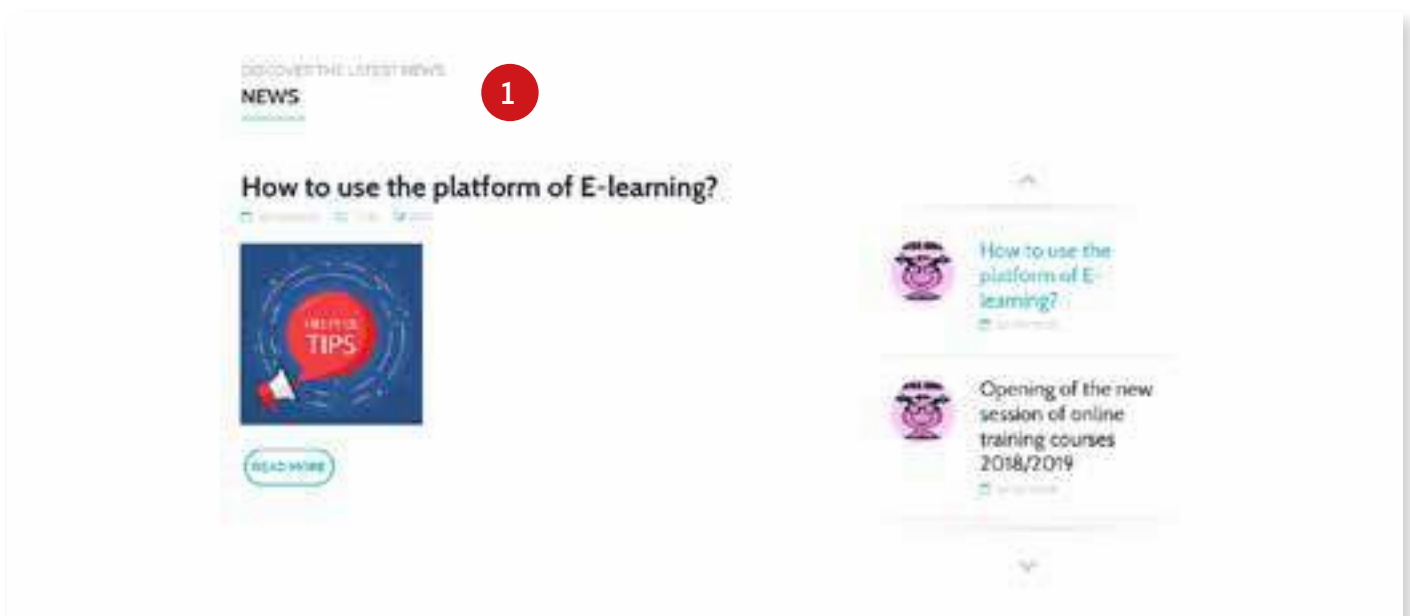 DISCOVER THE LATEST NEWS
NEWS
1
How to use the platform of E-learning?
HELPFUL
TIPS
READ MORE
How to use the
platform of E-
learning?
Opening of the new
session of online
training courses
2018/2019